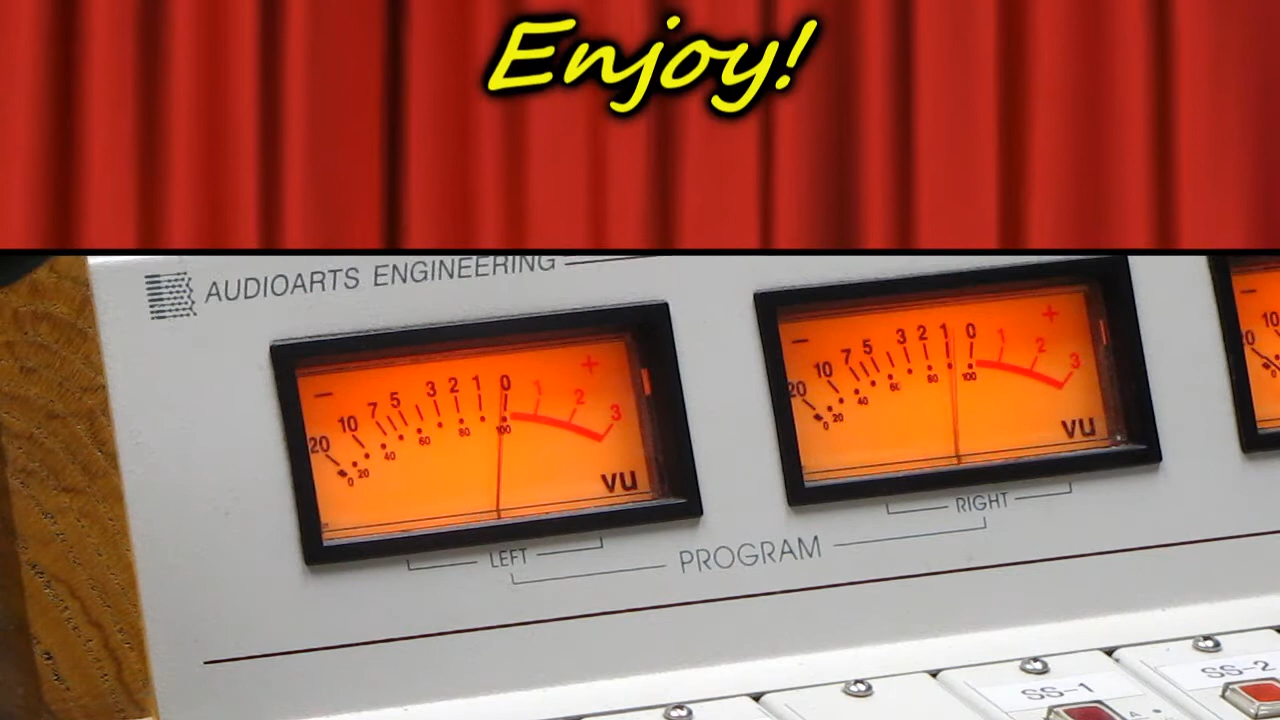 Enjoy!
AUDIOARTS ENGINEERING
− 20 10 7 5 3 2 1 0 1 2 3 +
0 20 40 60 80 100
VU
LEFT
− 20 10 7 5 3 2 1 0 1 2 3 +
0 20 40 60 80 100
VU
RIGHT
PROGRAM
− 10
SS-1
SS-2
A